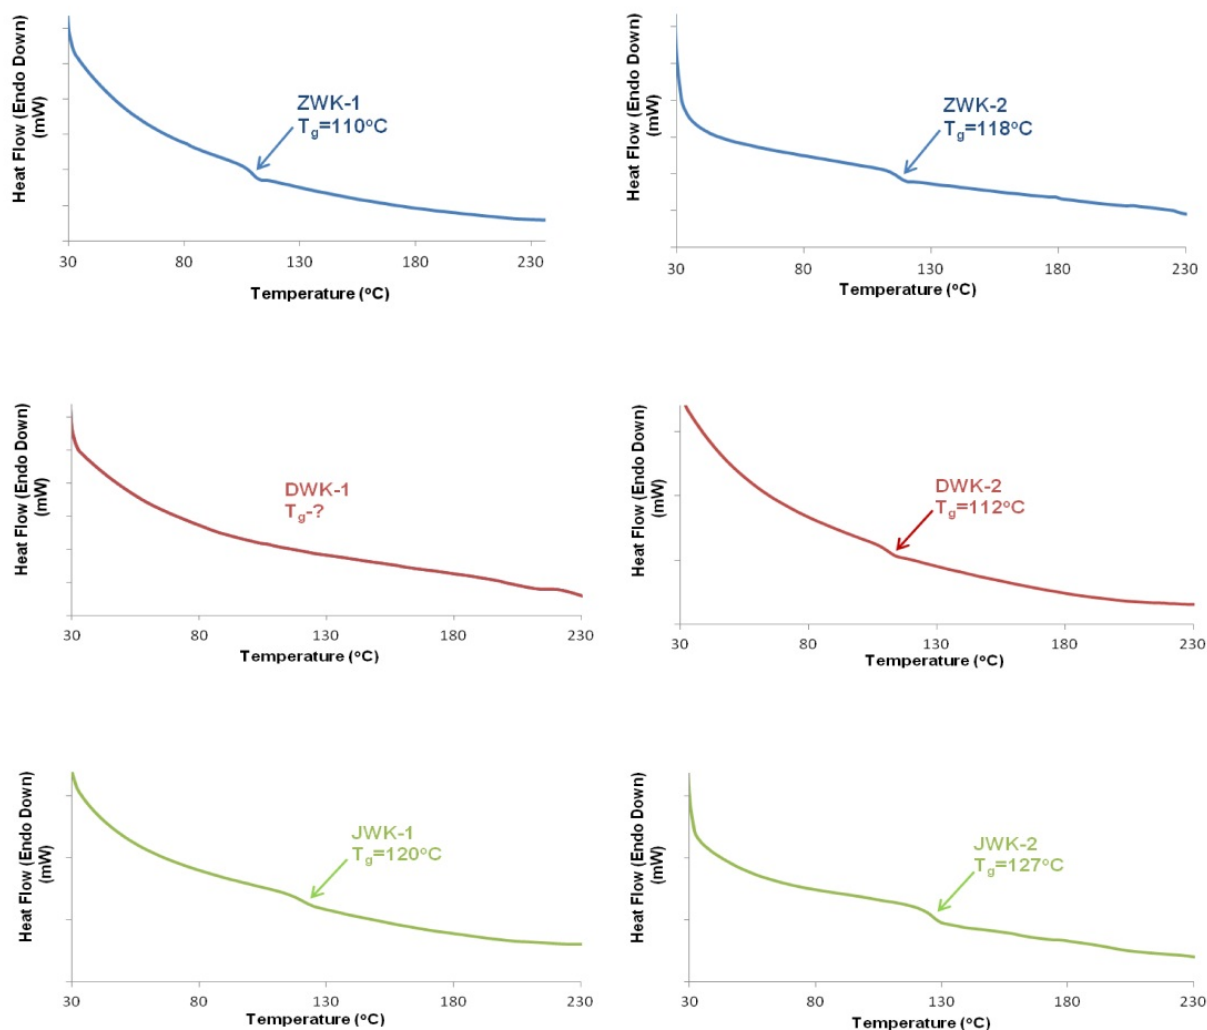 Heat Flow (Endo Down)
(mW)
ZWK-1
Tg=110°C
30 80 130 180 230
Temperature (°C)
Heat Flow (Endo Down)
(mW)
ZWK-2
Tg=118°C
30 80 130 180 230
Temperature (°C)
Heat Flow (Endo Down)
(mW)
DWK-1
Tg-?
30 80 130 180 230
Temperature (°C)
Heat Flow (Endo Down)
(mW)
DWK-2
Tg=112°C
30 80 130 180 230
Temperature (°C)
Heat Flow (Endo Down)
(mW)
JWK-1
Tg=120°C
30 80 130 180 230
Temperature (°C)
Heat Flow (Endo Down)
(mW)
JWK-2
Tg=127°C
30 80 130 180 230
Temperature (°C)